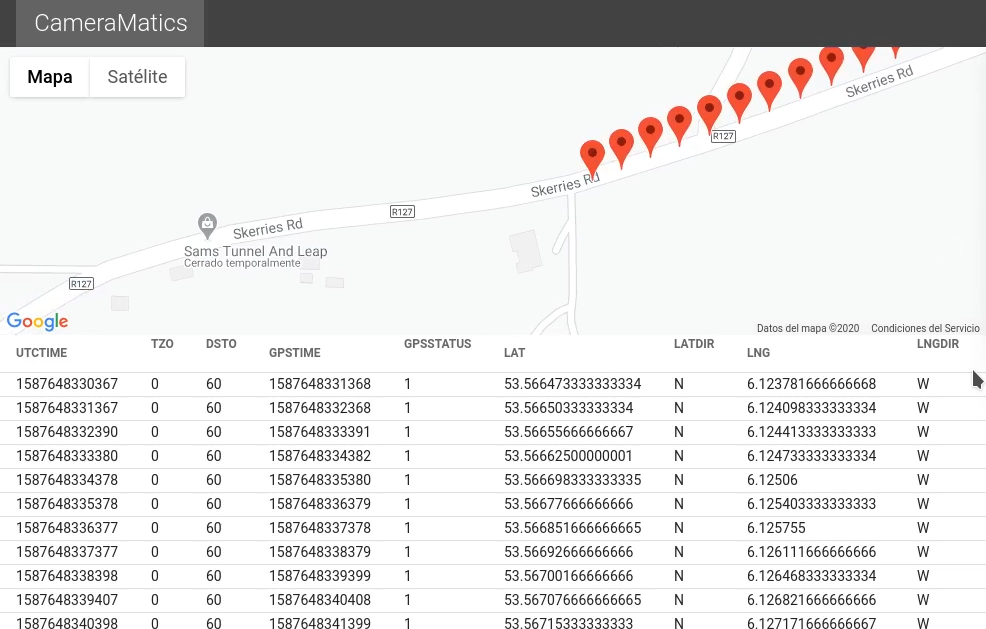 CameraMatics
Mapa Satélite
Skerries Rd
R127
Skerries Rd
R127
Skerries Rd
Sams Tunnel And Leap
Cerrado temporalmente
R127
Google
Datos del mapa ©2020 Condiciones del Servicio
UTCTIME TZO DSTO GPSTIME GPSSTATUS LAT LATDIR LNG LNGDIR
1587648330367 0 60 1587648331368 1 53.566473333333334 N 6.123781666666668 W
1587648331367 0 60 1587648332368 1 53.56650333333334 N 6.124098333333334 W
1587648332390 0 60 1587648333391 1 53.56655666666667 N 6.124413333333333 W
1587648333380 0 60 1587648334382 1 53.56662500000001 N 6.124733333333334 W
1587648334378 0 60 1587648335380 1 53.566698333333335 N 6.12506 W
1587648335378 0 60 1587648336379 1 53.56677666666666 N 6.125403333333333 W
1587648336377 0 60 1587648337378 1 53.566851666666665 N 6.125755 W
1587648337377 0 60 1587648338379 1 53.56692666666666 N 6.126111666666666 W
1587648338398 0 60 1587648339399 1 53.56700166666666 N 6.126468333333334 W
1587648339407 0 60 1587648340408 1 53.567076666666665 N 6.126821666666666 W
1587648340398 0 60 1587648341399 1 53.56715333333333 N 6.127171666666667 W